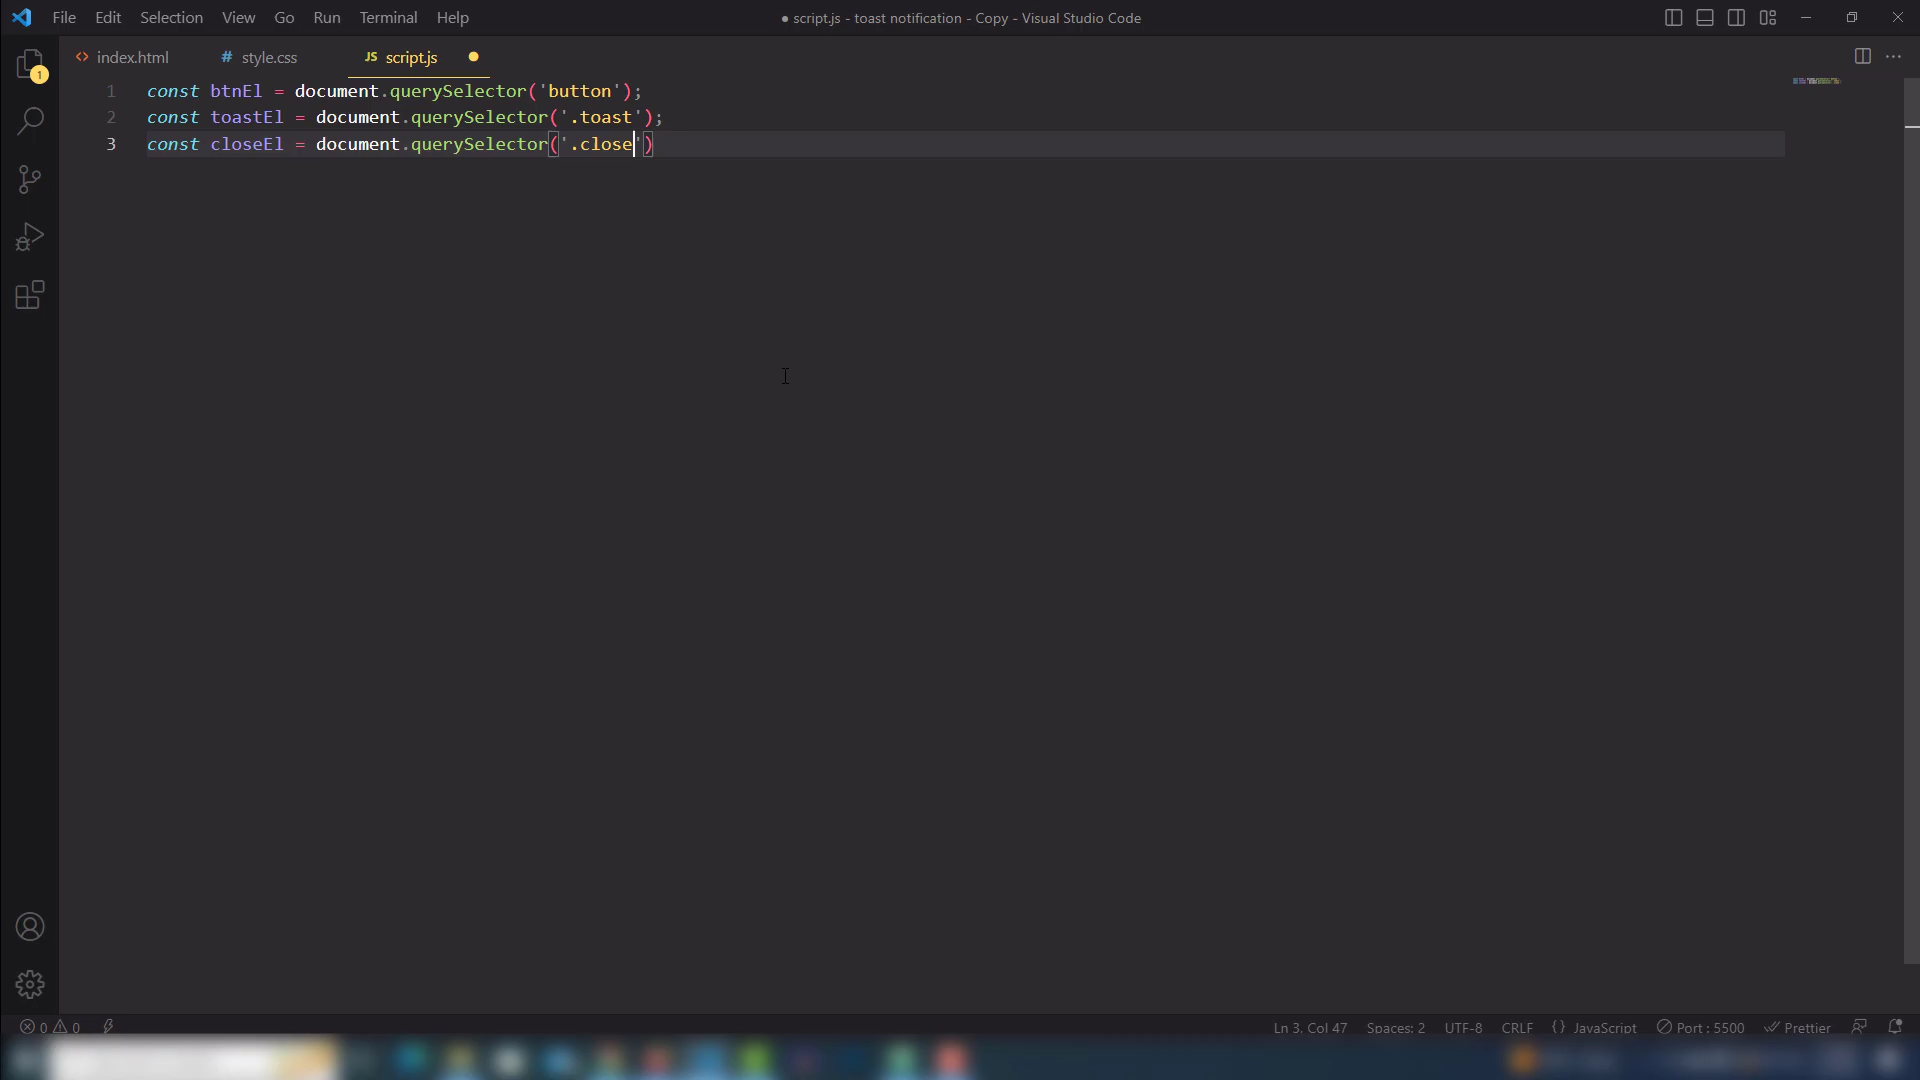 File Edit Selection View Go Run Terminal Help
● script.js - toast notification - Copy - Visual Studio Code
<> index.html # style.css JS script.js ●
1
1 const btnEl = document.querySelector('button');
2 const toastEl = document.querySelector('.toast');
3 const closeEl = document.querySelector('.close')
0 0
Ln 3, Col 47 Spaces: 2 UTF-8 CRLF {} JavaScript Port : 5500 Prettier